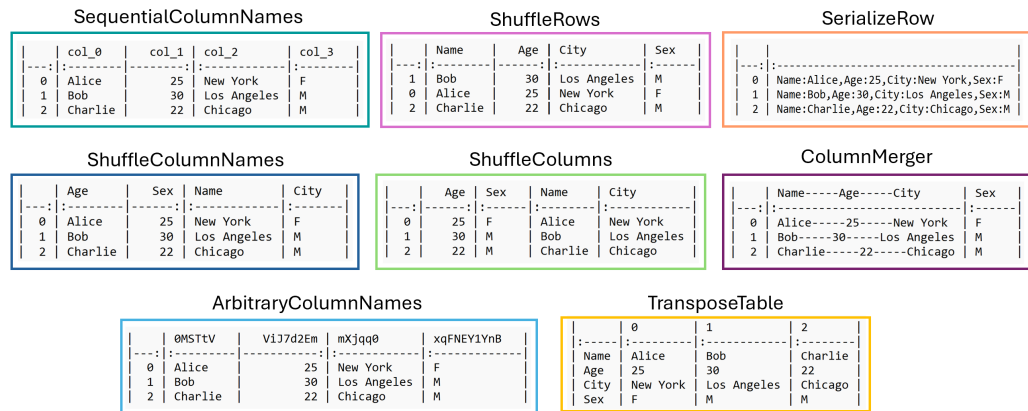 SequentialColumnNames
|    | col_0   |   col_1 | col_2       | col_3   |
|---:|:--------|--------:|:------------|:--------|
|  0 | Alice   |      25 | New York    | F       |
|  1 | Bob     |      30 | Los Angeles | M       |
|  2 | Charlie |      22 | Chicago     | M       |
ShuffleRows
|    | Name    |   Age | City        | Sex   |
|---:|:--------|------:|:------------|:------|
|  1 | Bob     |    30 | Los Angeles | M     |
|  0 | Alice   |    25 | New York    | F     |
|  2 | Charlie |    22 | Chicago     | M     |
SerializeRow
|    |                                          |
|---:|:-----------------------------------------|
|  0 | Name:Alice,Age:25,City:New York,Sex:F    |
|  1 | Name:Bob,Age:30,City:Los Angeles,Sex:M   |
|  2 | Name:Charlie,Age:22,City:Chicago,Sex:M   |
ShuffleColumnNames
|    | Age     |   Sex | Name        | City   |
|---:|:--------|------:|:------------|:-------|
|  0 | Alice   |    25 | New York    | F      |
|  1 | Bob     |    30 | Los Angeles | M      |
|  2 | Charlie |    22 | Chicago     | M      |
ShuffleColumns
|    |   Age | Sex   | Name    | City        |
|---:|------:|:------|:--------|:------------|
|  0 |    25 | F     | Alice   | New York    |
|  1 |    30 | M     | Bob     | Los Angeles |
|  2 |    22 | M     | Charlie | Chicago     |
ColumnMerger
|    | Name-----Age-----City        | Sex   |
|---:|:-----------------------------|:------|
|  0 | Alice-----25-----New York    | F     |
|  1 | Bob-----30-----Los Angeles   | M     |
|  2 | Charlie-----22-----Chicago   | M     |
ArbitraryColumnNames
|    | 0MSTtV   |   ViJ7d2Em | mXjqq0      | xqFNEY1YnB   |
|---:|:---------|-----------:|:------------|:-------------|
|  0 | Alice    |         25 | New York    | F            |
|  1 | Bob      |         30 | Los Angeles | M            |
|  2 | Charlie  |         22 | Chicago     | M            |
TransposeTable
|      | 0        | 1           | 2       |
|:-----|:---------|:------------|:--------|
| Name | Alice    | Bob         | Charlie |
| Age  | 25       | 30          | 22      |
| City | New York | Los Angeles | Chicago |
| Sex  | F        | M           | M       |